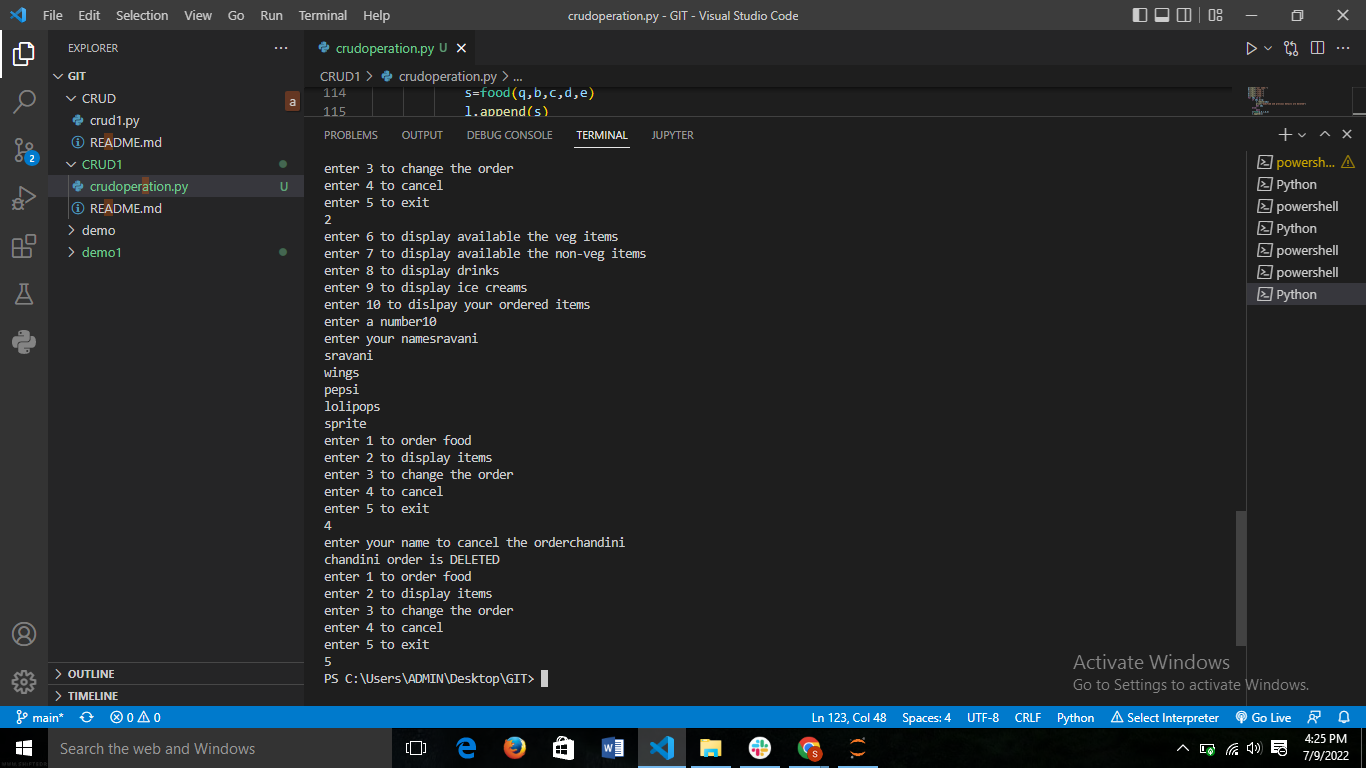 File Edit Selection View Go Run Terminal Help crudoperation.py - GIT - Visual Studio Code
EXPLORER
GIT
CRUD
crud1.py
README.md
CRUD1
crudoperation.py U
README.md
demo
demo1
OUTLINE
TIMELINE
a
2
crudoperation.py U
CRUD1 > crudoperation.py > ...
114 s=food(q,b,c,d,e)
115 l.append(s)
PROBLEMS OUTPUT DEBUG CONSOLE TERMINAL JUPYTER
enter 3 to change the order
enter 4 to cancel
enter 5 to exit
2
enter 6 to display available the veg items
enter 7 to display available the non-veg items
enter 8 to display drinks
enter 9 to display ice creams
enter 10 to dislpay your ordered items
enter a number10
enter your namesravani
sravani
wings
pepsi
lolipops
sprite
enter 1 to order food
enter 2 to display items
enter 3 to change the order
enter 4 to cancel
enter 5 to exit
4
enter your name to cancel the orderchandini
chandini order is DELETED
enter 1 to order food
enter 2 to display items
enter 3 to change the order
enter 4 to cancel
enter 5 to exit
5
PS C:\Users\ADMIN\Desktop\GIT>
powersh...
Python
powershell
Python
powershell
powershell
Python
Activate Windows
Go to Settings to activate Windows.
main* 0 0 Ln 123, Col 48 Spaces: 4 UTF-8 CRLF Python Select Interpreter Go Live
Search the web and Windows
4:25 PM
7/9/2022